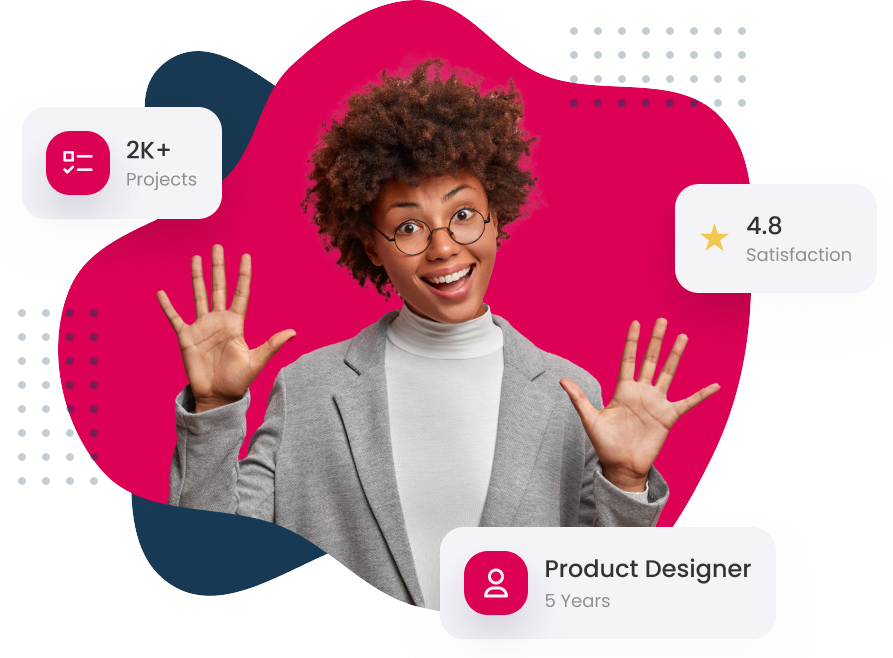 2K+
Projects
4.8
Satisfaction
Product Designer
5 Years